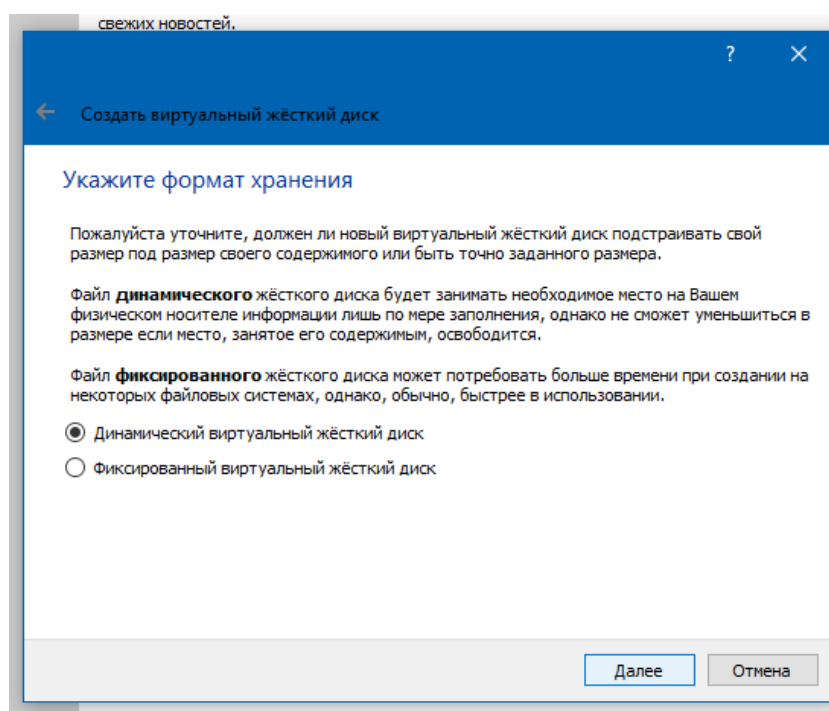 свежих новостей.
?
Создать виртуальный жёсткий диск
Укажите формат хранения
Пожалуйста уточните, должен ли новый виртуальный жёсткий диск подстраивать свой
размер под размер своего содержимого или быть точно заданного размера.
Файл динамического жёсткого диска будет занимать необходимое место на Вашем
физическом носителе информации лишь по мере заполнения, однако не сможет уменьшиться в
размере если место, занятое его содержимым, освободится.
Файл фиксированного жёсткого диска может потребовать больше времени при создании на
некоторых файловых системах, однако, обычно, быстрее в использовании.
Динамический виртуальный жёсткий диск
Фиксированный виртуальный жёсткий диск
Далее Отмена